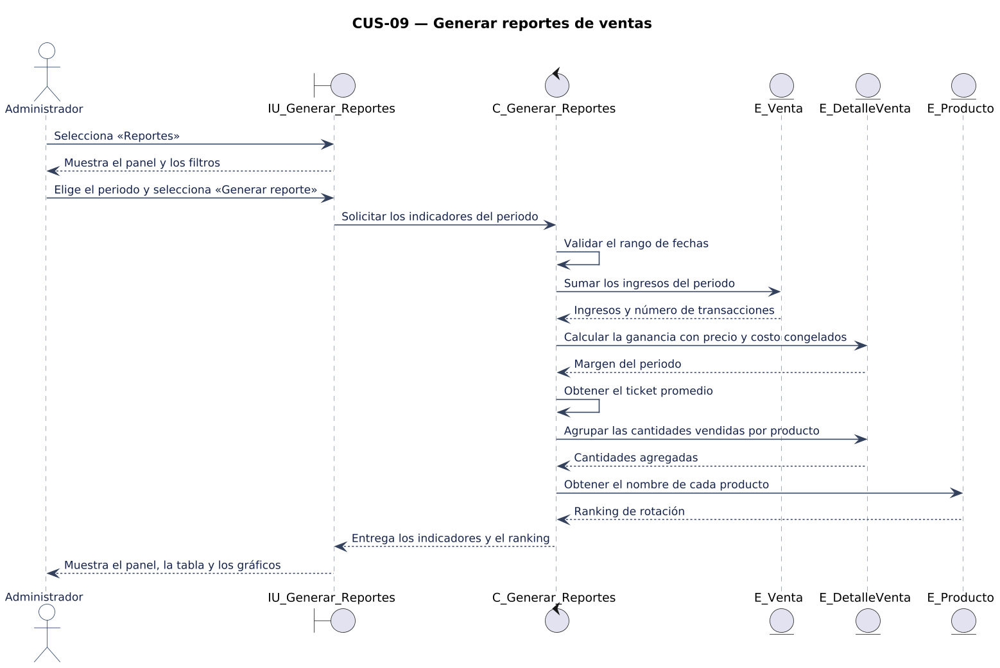 CUS-09 — Generar reportes de ventas
Administrador
IU_Generar_Reportes
C_Generar_Reportes
E_Venta
E_DetalleVenta
E_Producto
Selecciona «Reportes»
Muestra el panel y los filtros
Elige el periodo y selecciona «Generar reporte»
Solicitar los indicadores del periodo
Validar el rango de fechas
Sumar los ingresos del periodo
Ingresos y número de transacciones
Calcular la ganancia con precio y costo congelados
Margen del periodo
Obtener el ticket promedio
Agrupar las cantidades vendidas por producto
Cantidades agregadas
Obtener el nombre de cada producto
Ranking de rotación
Entrega los indicadores y el ranking
Muestra el panel, la tabla y los gráficos
Administrador
IU_Generar_Reportes
C_Generar_Reportes
E_Venta
E_DetalleVenta
E_Producto